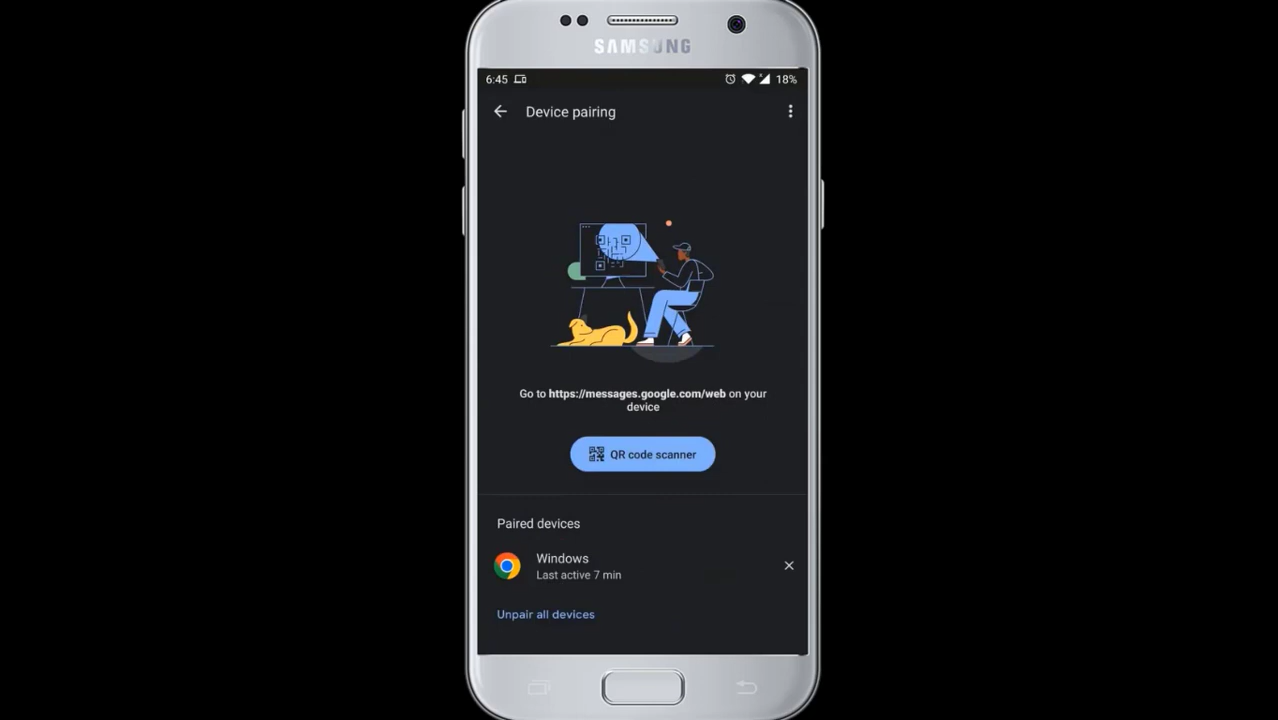 SAMSUNG
6:45
18%
Device pairing
Go to https://messages.google.com/web on your
device
QR code scanner
Paired devices
Windows
Last active 7 min
Unpair all devices